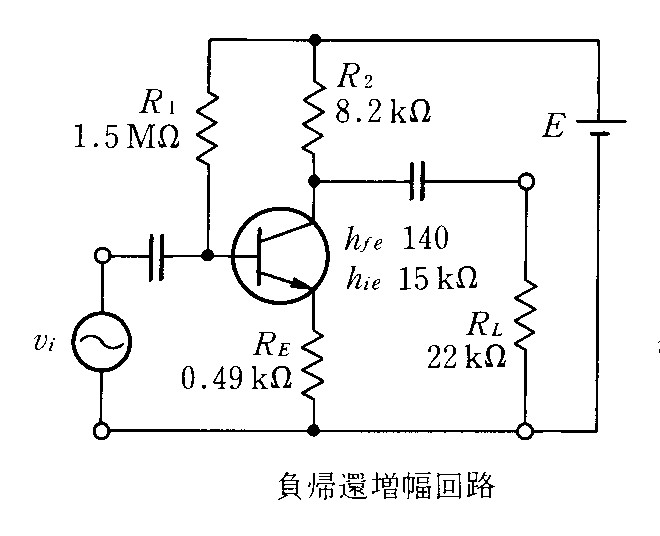 R₁
1.5 MΩ
R₂
8.2 kΩ
E
hfe 140
hie 15 kΩ
vi
RE
0.49 kΩ
RL
22 kΩ
負帰還増幅回路